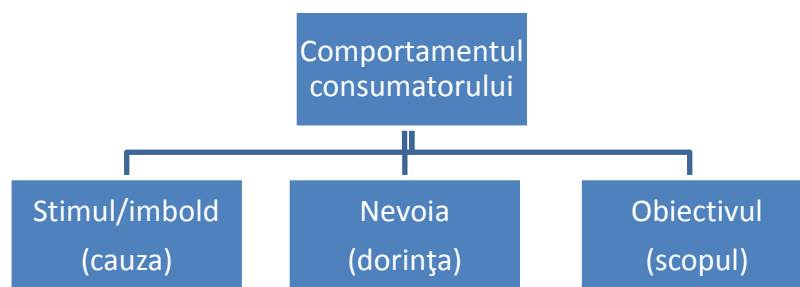 Comportamentul
consumatorului
Stimul/imbold
(cauza)
Nevoia
(dorinţa)
Obiectivul
(scopul)